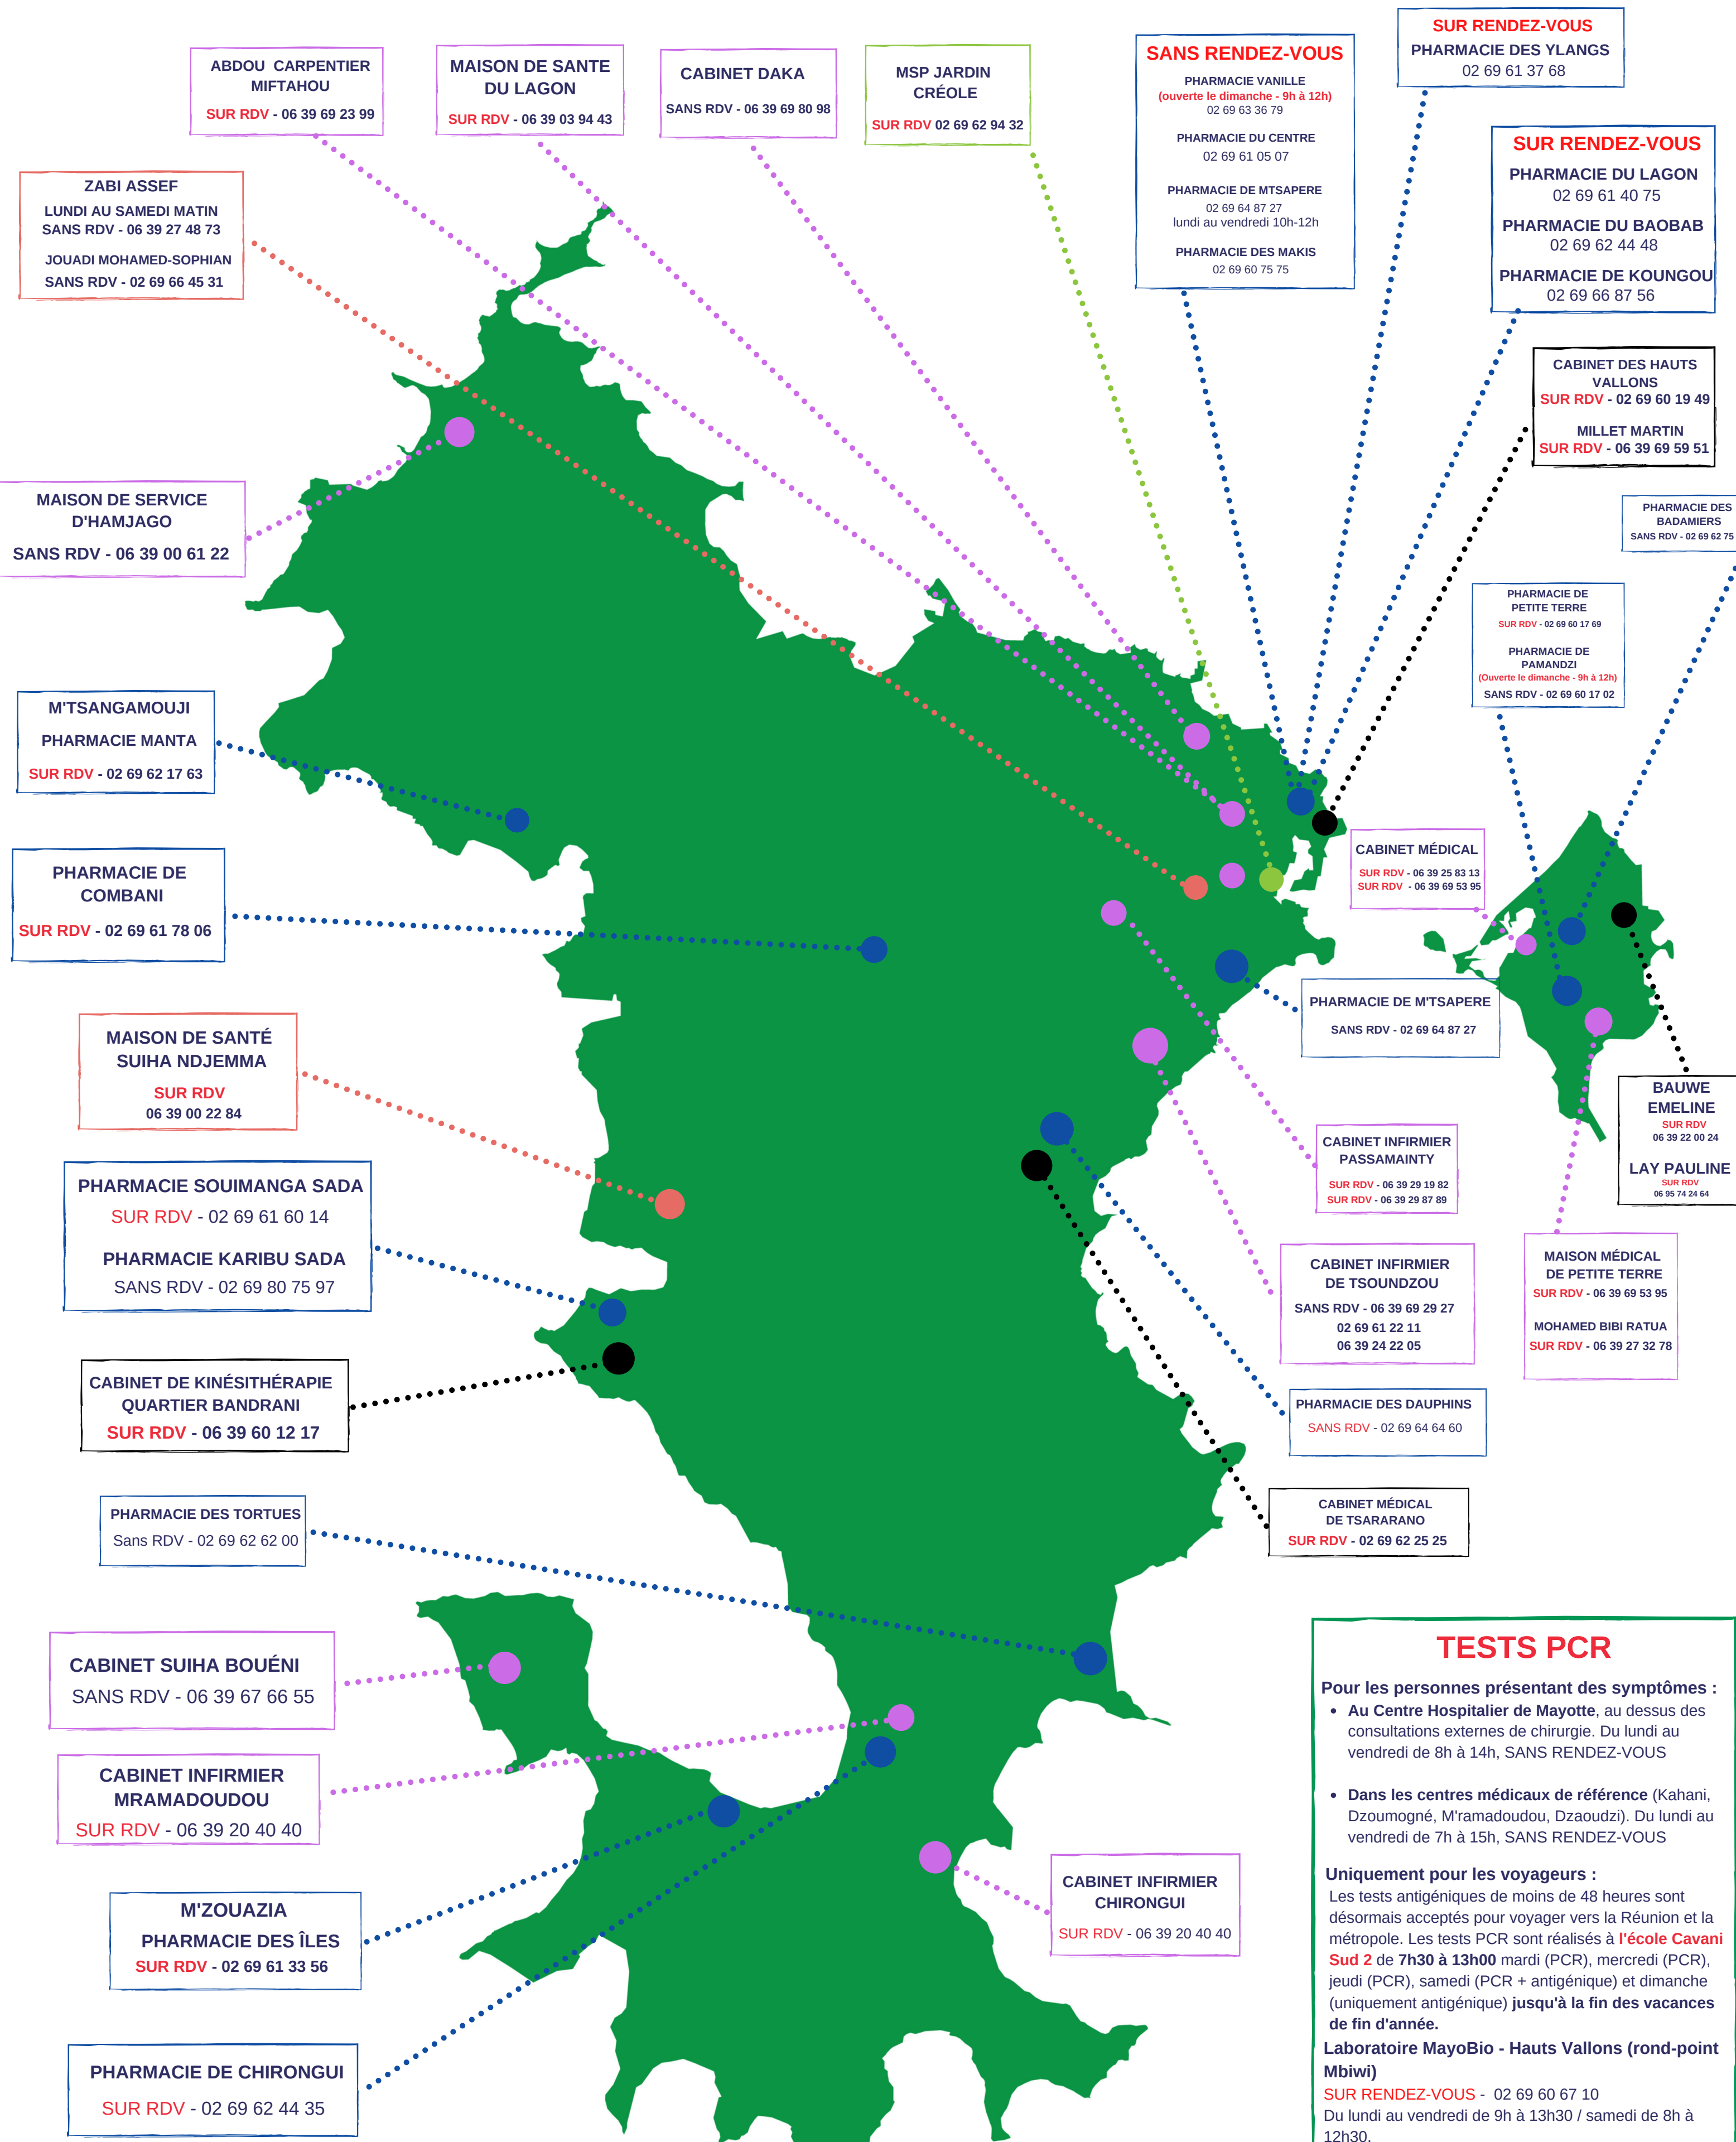 ABDOU  CARPENTIER
MIFTAHOU
SUR RDV - 06 39 69 23 99
MAISON DE SANTE
DU LAGON
SUR RDV - 06 39 03 94 43
CABINET DAKA
SANS RDV - 06 39 69 80 98
MSP JARDIN
CRÉOLE
SUR RDV 02 69 62 94 32
SANS RENDEZ-VOUS
PHARMACIE VANILLE
(ouverte le dimanche - 9h à 12h)
02 69 63 36 79
PHARMACIE DU CENTRE
02 69 61 05 07
PHARMACIE DE MTSAPERE
02 69 64 87 27
lundi au vendredi 10h-12h
PHARMACIE DES MAKIS
02 69 60 75 75
SUR RENDEZ-VOUS
PHARMACIE DES YLANGS
02 69 61 37 68
SUR RENDEZ-VOUS
PHARMACIE DU LAGON
02 69 61 40 75
PHARMACIE DU BAOBAB
02 69 62 44 48
PHARMACIE DE KOUNGOU
02 69 66 87 56
ZABI ASSEF
LUNDI AU SAMEDI MATIN
SANS RDV - 06 39 27 48 73
JOUADI MOHAMED-SOPHIAN
SANS RDV - 02 69 66 45 31
CABINET DES HAUTS
VALLONS
SUR RDV - 02 69 60 19 49
MILLET MARTIN
SUR RDV - 06 39 69 59 51
MAISON DE SERVICE
D'HAMJAGO
SANS RDV - 06 39 00 61 22
PHARMACIE DES
BADAMIERS
SANS RDV - 02 69 62 75
PHARMACIE DE
PETITE TERRE
SUR RDV - 02 69 60 17 69
PHARMACIE DE
PAMANDZI
(Ouverte le dimanche - 9h à 12h)
SANS RDV - 02 69 60 17 02
M'TSANGAMOUJI
PHARMACIE MANTA
SUR RDV - 02 69 62 17 63
CABINET MÉDICAL
SUR RDV - 06 39 25 83 13
SUR RDV  - 06 39 69 53 95
PHARMACIE DE
COMBANI
SUR RDV - 02 69 61 78 06
PHARMACIE DE M'TSAPERE
SANS RDV - 02 69 64 87 27
MAISON DE SANTÉ
SUIHA NDJEMMA
SUR RDV
06 39 00 22 84
BAUWE
EMELINE
SUR RDV
06 39 22 00 24
LAY PAULINE
SUR RDV
06 95 74 24 64
CABINET INFIRMIER
PASSAMAINTY
SUR RDV - 06 39 29 19 82
SUR RDV - 06 39 29 87 89
PHARMACIE SOUIMANGA SADA
SUR RDV - 02 69 61 60 14
PHARMACIE KARIBU SADA
SANS RDV - 02 69 80 75 97
CABINET INFIRMIER
DE TSOUNDZOU
SANS RDV - 06 39 69 29 27
02 69 61 22 11
06 39 24 22 05
MAISON MÉDICAL
DE PETITE TERRE
SUR RDV - 06 39 69 53 95
MOHAMED BIBI RATUA
SUR RDV - 06 39 27 32 78
CABINET DE KINÉSITHÉRAPIE
QUARTIER BANDRANI
SUR RDV - 06 39 60 12 17
PHARMACIE DES DAUPHINS
SANS RDV - 02 69 64 64 60
PHARMACIE DES TORTUES
Sans RDV - 02 69 62 62 00
CABINET MÉDICAL
DE TSARARANO
SUR RDV - 02 69 62 25 25
CABINET SUIHA BOUÉNI
SANS RDV - 06 39 67 66 55
CABINET INFIRMIER
MRAMADOUDOU
SUR RDV - 06 39 20 40 40
CABINET INFIRMIER
CHIRONGUI
SUR RDV - 06 39 20 40 40
M'ZOUAZIA
PHARMACIE DES ÎLES
SUR RDV - 02 69 61 33 56
PHARMACIE DE CHIRONGUI
SUR RDV - 02 69 62 44 35
TESTS PCR
Pour les personnes présentant des symptômes :
• Au Centre Hospitalier de Mayotte, au dessus des
consultations externes de chirurgie. Du lundi au
vendredi de 8h à 14h, SANS RENDEZ-VOUS
• Dans les centres médicaux de référence (Kahani,
Dzoumogné, M'ramadoudou, Dzaoudzi). Du lundi au
vendredi de 7h à 15h, SANS RENDEZ-VOUS
Uniquement pour les voyageurs :
Les tests antigéniques de moins de 48 heures sont
désormais acceptés pour voyager vers la Réunion et la
métropole. Les tests PCR sont réalisés à l'école Cavani
Sud 2 de 7h30 à 13h00 mardi (PCR), mercredi (PCR),
jeudi (PCR), samedi (PCR + antigénique) et dimanche
(uniquement antigénique) jusqu'à la fin des vacances
de fin d'année.
Laboratoire MayoBio - Hauts Vallons (rond-point
Mbiwi)
SUR RENDEZ-VOUS -  02 69 60 67 10
Du lundi au vendredi de 9h à 13h30 / samedi de 8h à
12h30.